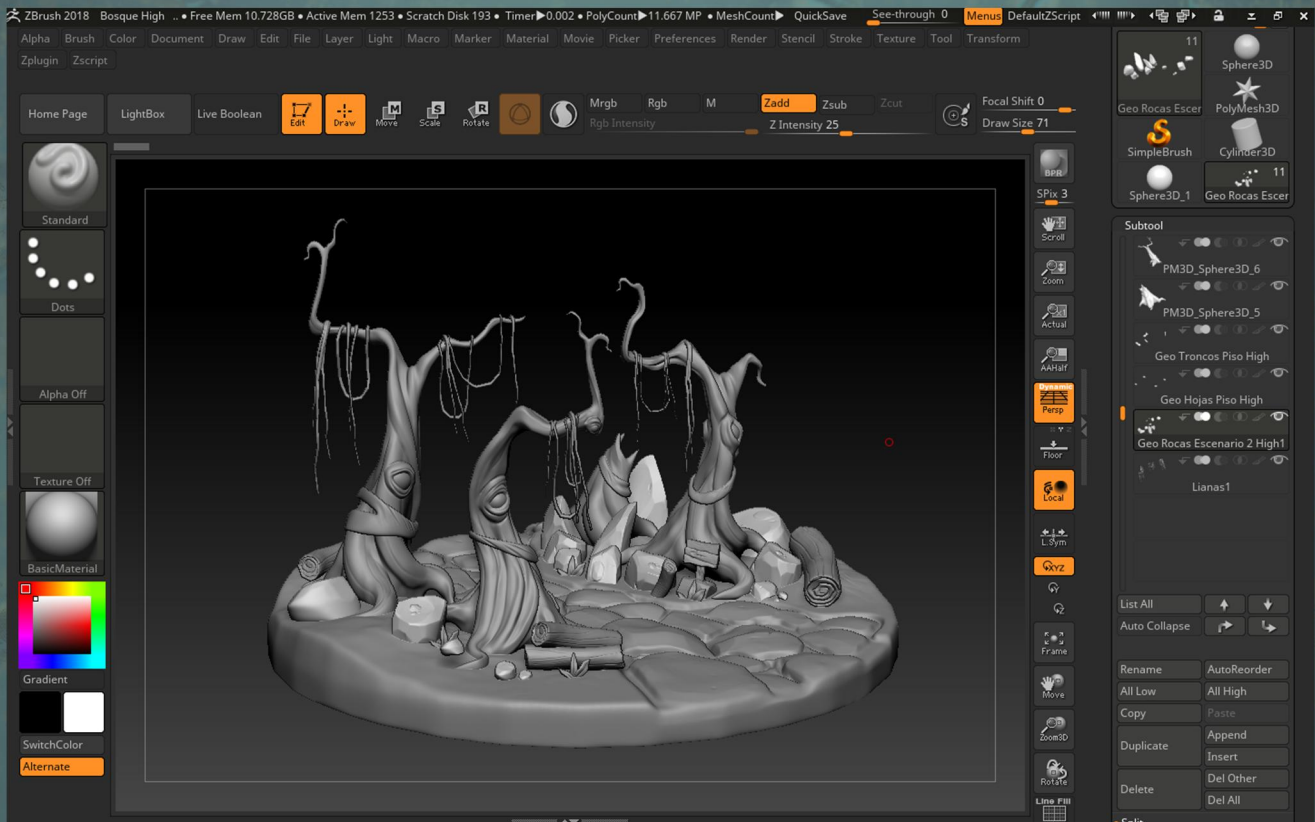 ZBrush 2018 Bosque High .. • Free Mem 10.728GB • Active Mem 1253 • Scratch Disk 193 • Timer▶0.002 • PolyCount▶11.667 MP • MeshCount▶ QuickSave See-through 0 Menus DefaultZScript
Alpha Brush Color Document Draw Edit File Layer Light Macro Marker Material Movie Picker Preferences Render Stencil Stroke Texture Tool Transform
Zplugin Zscript
Home Page LightBox Live Boolean Edit Draw Move Scale Rotate
M S R
Mrgb Rgb M Zadd Zsub Zcut
Rgb Intensity Z Intensity 25
S
Focal Shift 0
Draw Size 71
Standard
Dots
Alpha Off
Texture Off
BasicMaterial
Gradient
SwitchColor
Alternate
BPR
SPix 3
Scroll
Zoom
Actual
AAHalf
Dynamic
Persp
Floor
Local
L.Sym
XYZ
Y
Z
Frame
Move
Zoom3D
Rotate
Line Fill
11
Geo Rocas Escer
Sphere3D
PolyMesh3D
SimpleBrush
Cylinder3D
Sphere3D_1
11
Geo Rocas Escer
Subtool
PM3D_Sphere3D_6
PM3D_Sphere3D_5
Geo Troncos Piso High
Geo Hojas Piso High
Geo Rocas Escenario 2 High1
Lianas1
List All
Auto Collapse
Rename AutoReorder
All Low All High
Copy Paste
Duplicate Append
Insert
Delete Del Other
Del All
Split